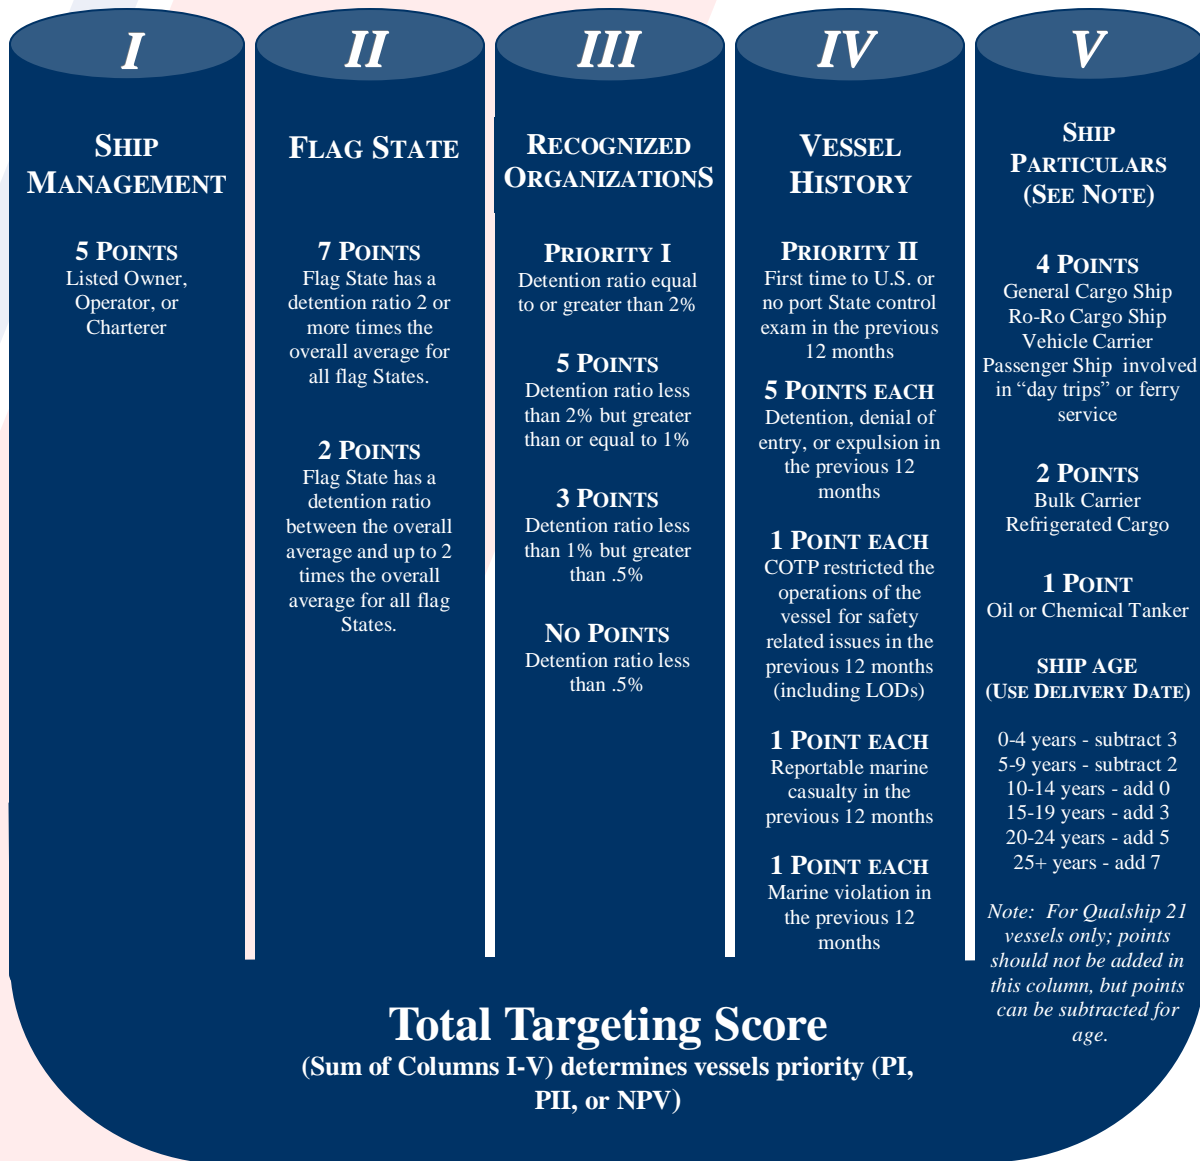 I
SHIP
MANAGEMENT
5 POINTS
Listed Owner,
Operator, or
Charterer
II
FLAG STATE
7 POINTS
Flag State has a
detention ratio 2 or
more times the
overall average for
all flag States.
2 POINTS
Flag State has a
detention ratio
between the overall
average and up to 2
times the overall
average for all flag
States.
III
RECOGNIZED
ORGANIZATIONS
PRIORITY I
Detention ratio equal
to or greater than 2%
5 POINTS
Detention ratio less
than 2% but greater
than or equal to 1%
3 POINTS
Detention ratio less
than 1% but greater
than .5%
NO POINTS
Detention ratio less
than .5%
IV
VESSEL
HISTORY
PRIORITY II
First time to U.S. or
no port State control
exam in the previous
12 months
5 POINTS EACH
Detention, denial of
entry, or expulsion in
the previous 12
months
1 POINT EACH
COTP restricted the
operations of the
vessel for safety
related issues in the
previous 12 months
(including LODs)
1 POINT EACH
Reportable marine
casualty in the
previous 12 months
1 POINT EACH
Marine violation in
the previous 12
months
V
SHIP
PARTICULARS
(SEE NOTE)
4 POINTS
General Cargo Ship
Ro-Ro Cargo Ship
Vehicle Carrier
Passenger Ship involved
in “day trips” or ferry
service
2 POINTS
Bulk Carrier
Refrigerated Cargo
1 POINT
Oil or Chemical Tanker
SHIP AGE
(USE DELIVERY DATE)
0-4 years - subtract 3
5-9 years - subtract 2
10-14 years - add 0
15-19 years - add 3
20-24 years - add 5
25+ years - add 7
Note: For Qualship 21
vessels only; points
should not be added in
this column, but points
can be subtracted for
age.
Total Targeting Score
(Sum of Columns I-V) determines vessels priority (PI,
PII, or NPV)